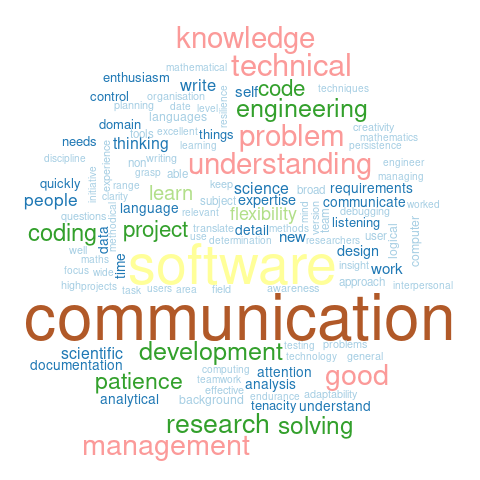 knowledge
mathematical technical
enthusiasm
write self code techniques
control organisation
planning date level resilience engineering
languages
domain creativity
tools excellent things problem mathematics
needs thinking learning persistence
discipline non writing understanding engineer
experience grasp able
quickly initiative range learn keep science broad requirements managing
people clarity subject expertise communicate worked
language relevant flexibility mind version team debugging
questions methodical project translate detail listening logical computer
coding data use determination new methods researchers user
well design
maths time software insight work
focus wide approach interpersonal
high projects task users area field awareness
communication
testing problems
scientific development technology general
documentation computing attention good
patience teamwork analysis
effective endurance adaptability
analytical background tenacity understand
research solving
management